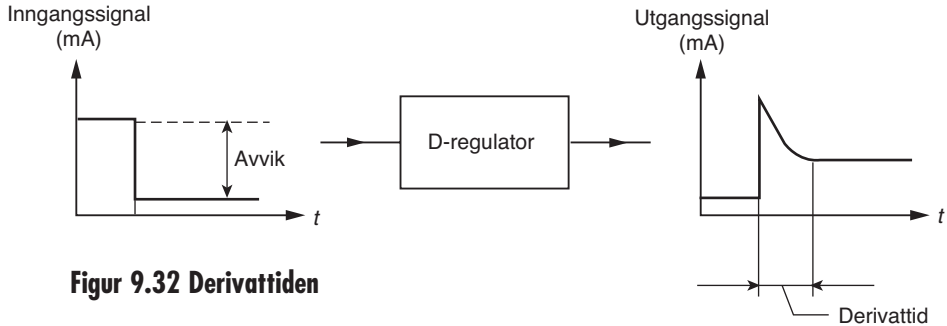 Inngangssignal
(mA)
Utgangssignal
(mA)
Avvik
D-regulator
t
t
Figur 9.32 Derivattiden
Derivattid